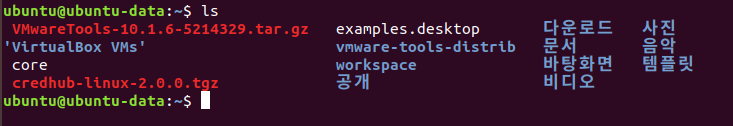 ubuntu@ubuntu-data:~$ ls
VMwareTools-10.1.6-5214329.tar.gz examples.desktop 다운로드 사진
'VirtualBox VMs' vmware-tools-distrib 문서 음악
core workspace 바탕화면 템플릿
credhub-linux-2.0.0.tgz 공개 비디오
ubuntu@ubuntu-data:~$